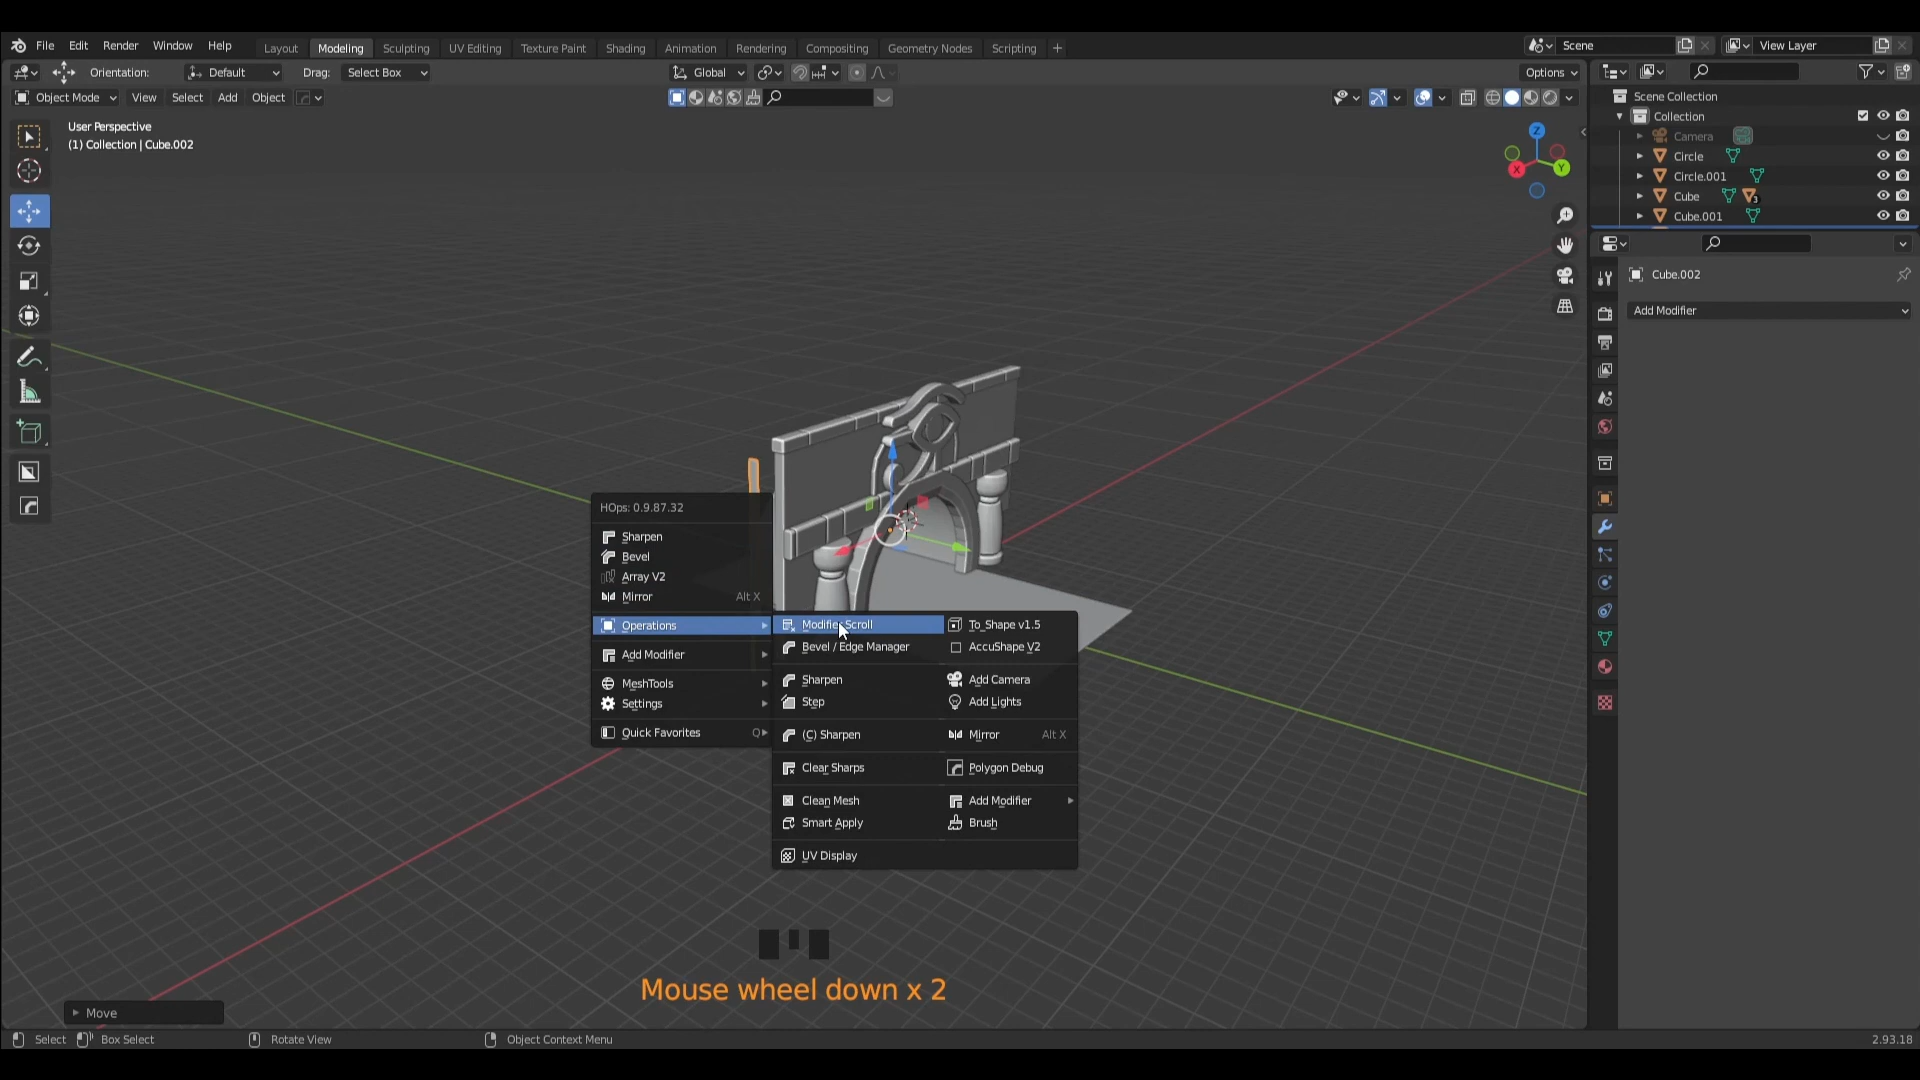 File Edit Render Window Help Layout Modeling Sculpting UV Editing Texture Paint Shading Animation Rendering Compositing Geometry Nodes Scripting + Scene View Layer
Orientation: Default Drag: Select Box Global Options
Object Mode View Select Add Object
User Perspective
(1) Collection | Cube.002
Z
X
Y
Scene Collection
Collection
Camera
Circle
Circle.001
Cube 3
Cube.001
Cube.002
Add Modifier
HOps: 0.9.87.32
Sharpen
Bevel
Array V2
Mirror Alt X
Operations
Add Modifier
MeshTools
Settings
Quick Favorites Q
Modifier Scroll
Bevel / Edge Manager
Sharpen
Step
(C) Sharpen
Clear Sharps
Clean Mesh
Smart Apply
UV Display
To_Shape v1.5
AccuShape V2
Add Camera
Add Lights
Mirror Alt X
Polygon Debug
Add Modifier
Brush
Mouse wheel down x 2
Move
Select Box Select Rotate View Object Context Menu 2.93.18